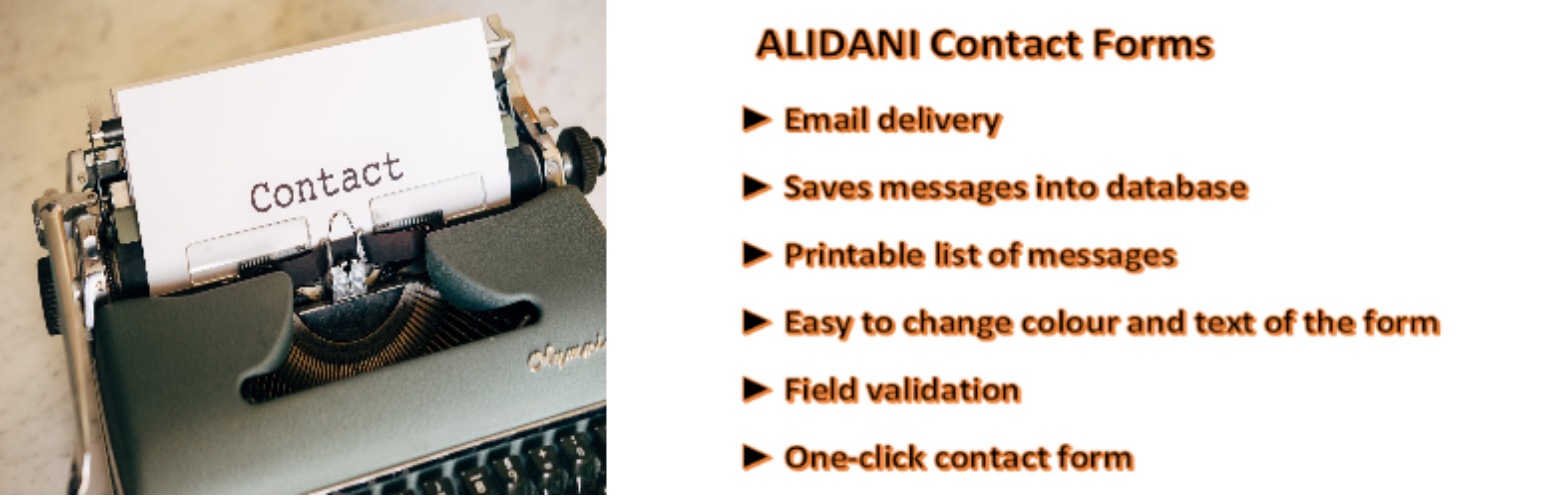 Contact
ALIDANI Contact Forms
► Email delivery
► Saves messages into database
► Printable list of messages
► Easy to change colour and text of the form
► Field validation
► One-click contact form